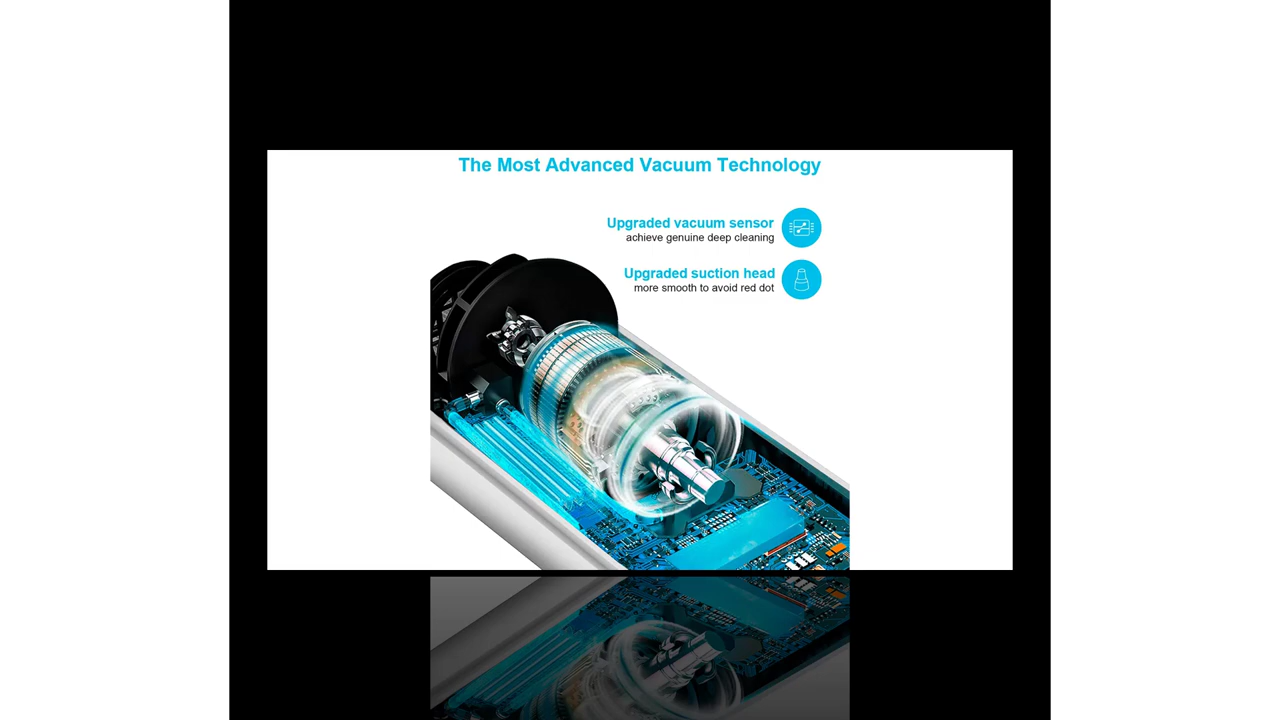 The Most Advanced Vacuum Technology
Upgraded vacuum sensor
achieve genuine deep cleaning
Upgraded suction head
more smooth to avoid red dot